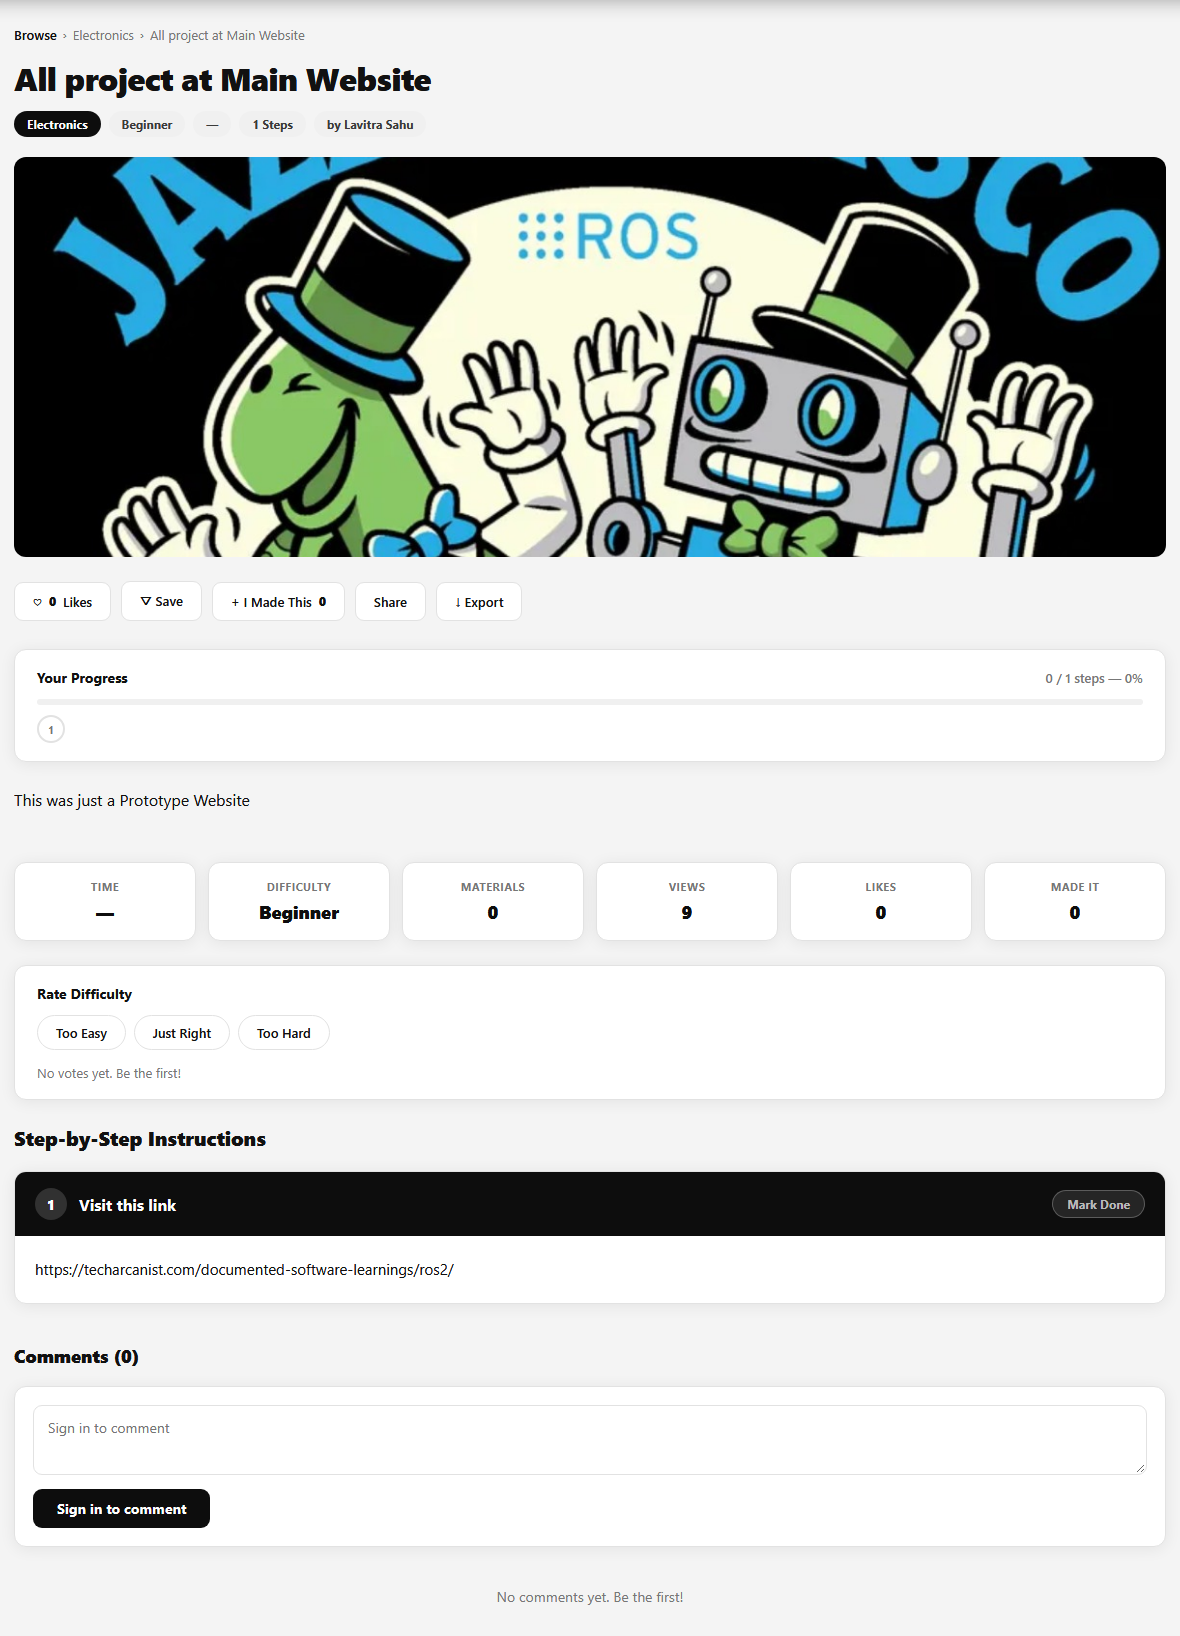 Browse › Electronics › All project at Main Website
All project at Main Website
Electronics Beginner — 1 Steps by Lavitra Sahu
ROS
♡ 0 Likes ▽ Save + I Made This 0 Share ↓ Export
Your Progress 0 / 1 steps — 0%
1
This was just a Prototype Website
TIME DIFFICULTY MATERIALS VIEWS LIKES MADE IT
— Beginner 0 9 0 0
Rate Difficulty
Too Easy Just Right Too Hard
No votes yet. Be the first!
Step-by-Step Instructions
1 Visit this link Mark Done
https://techarcanist.com/documented-software-learnings/ros2/
Comments (0)
Sign in to comment
Sign in to comment
No comments yet. Be the first!